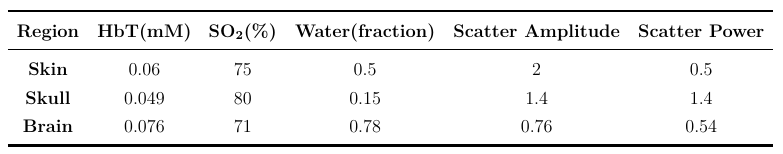 Region HbT(mM) SO₂(%) Water(fraction) Scatter Amplitude Scatter Power
Skin 0.06 75 0.5 2 0.5
Skull 0.049 80 0.15 1.4 1.4
Brain 0.076 71 0.78 0.76 0.54